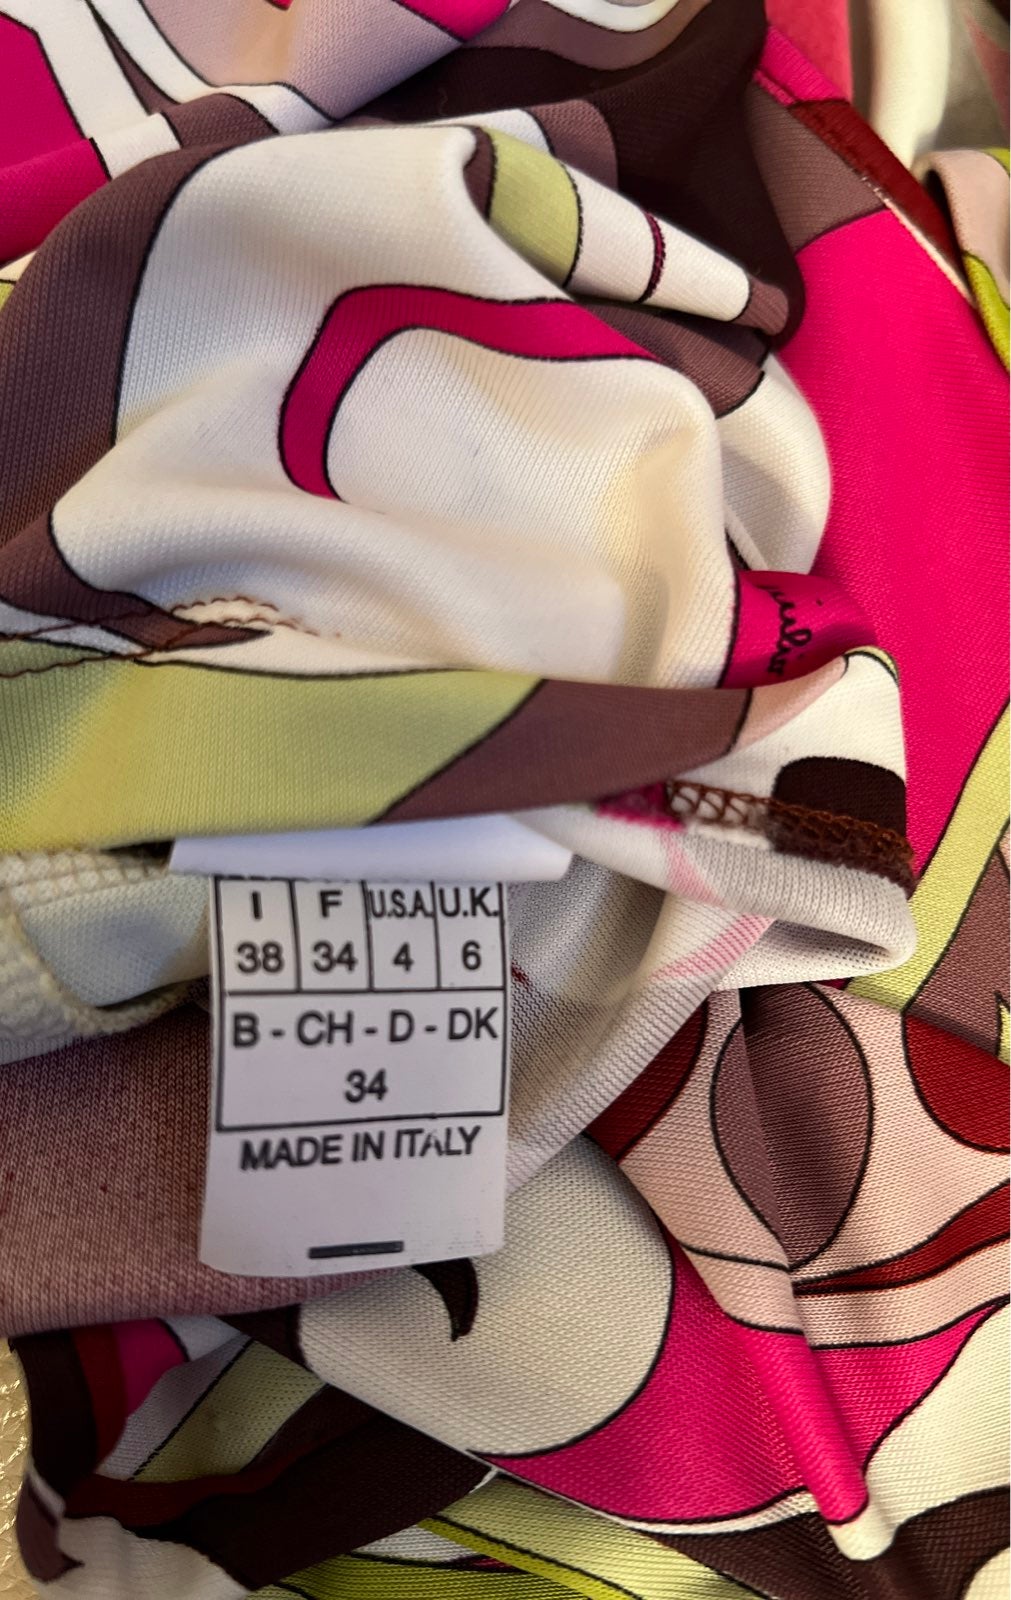 I F U.S.A. U.K.
38 34 4 6
B - CH - D - DK
34
MADE IN ITALY